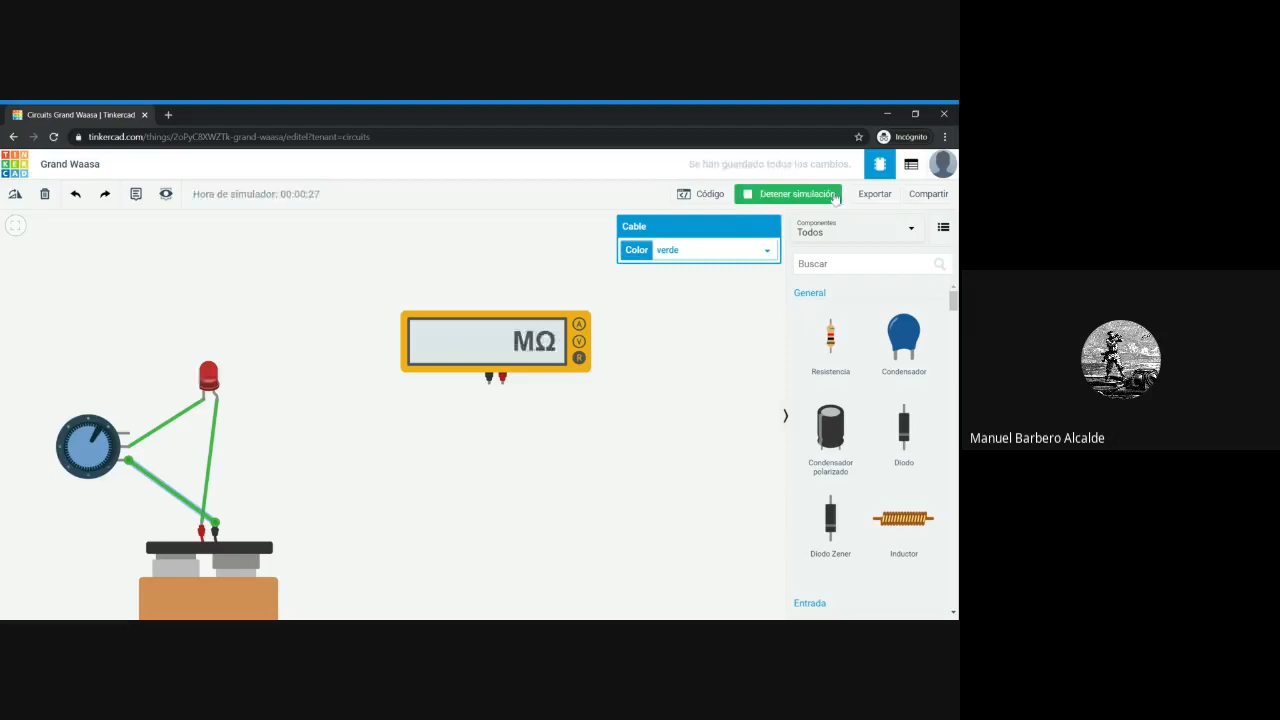 Circuits Grand Waasa | Tinkercad
tinkercad.com/things/2oPyC8XWZTk-grand-waasa/editel?tenant=circuits
Incógnito
TIN
KER
CAD
Grand Waasa
Se han guardado todos los cambios.
Hora de simulador: 00:00:27
Código
Detener simulación
Exportar
Compartir
Cable
Color verde
Componentes
Todos
Buscar
General
MΩ
A
V
R
Resistencia
Condensador
Condensador
polarizado
Diodo
Diodo Zener
Inductor
Entrada
Manuel Barbero Alcalde